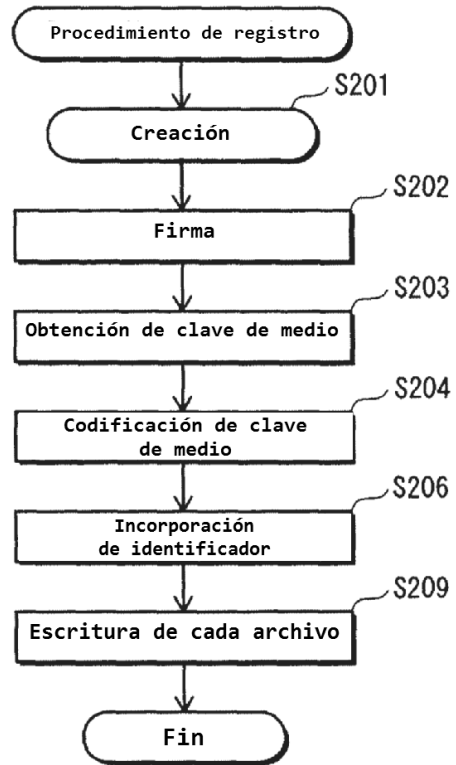 Procedimiento de registro
S201
Creación
S202
Firma
S203
Obtención de clave de medio
S204
Codificación de clave
de medio
S206
Incorporación
de identificador
S209
Escritura de cada archivo
Fin